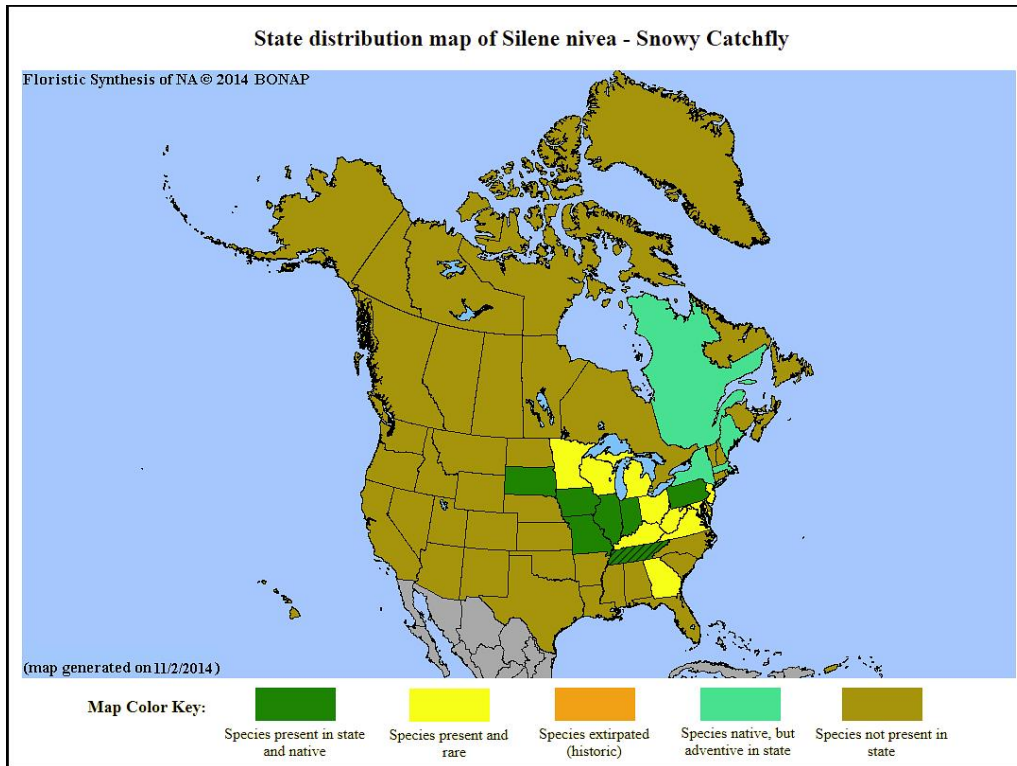 State distribution map of Silene nivea - Snowy Catchfly
Floristic Synthesis of NA © 2014 BONAP
(map generated on 11/2/2014 )
Map Color Key:
Species present in state
and native
Species present and
rare
Species extirpated
(historic)
Species native, but
adventive in state
Species not present in
state